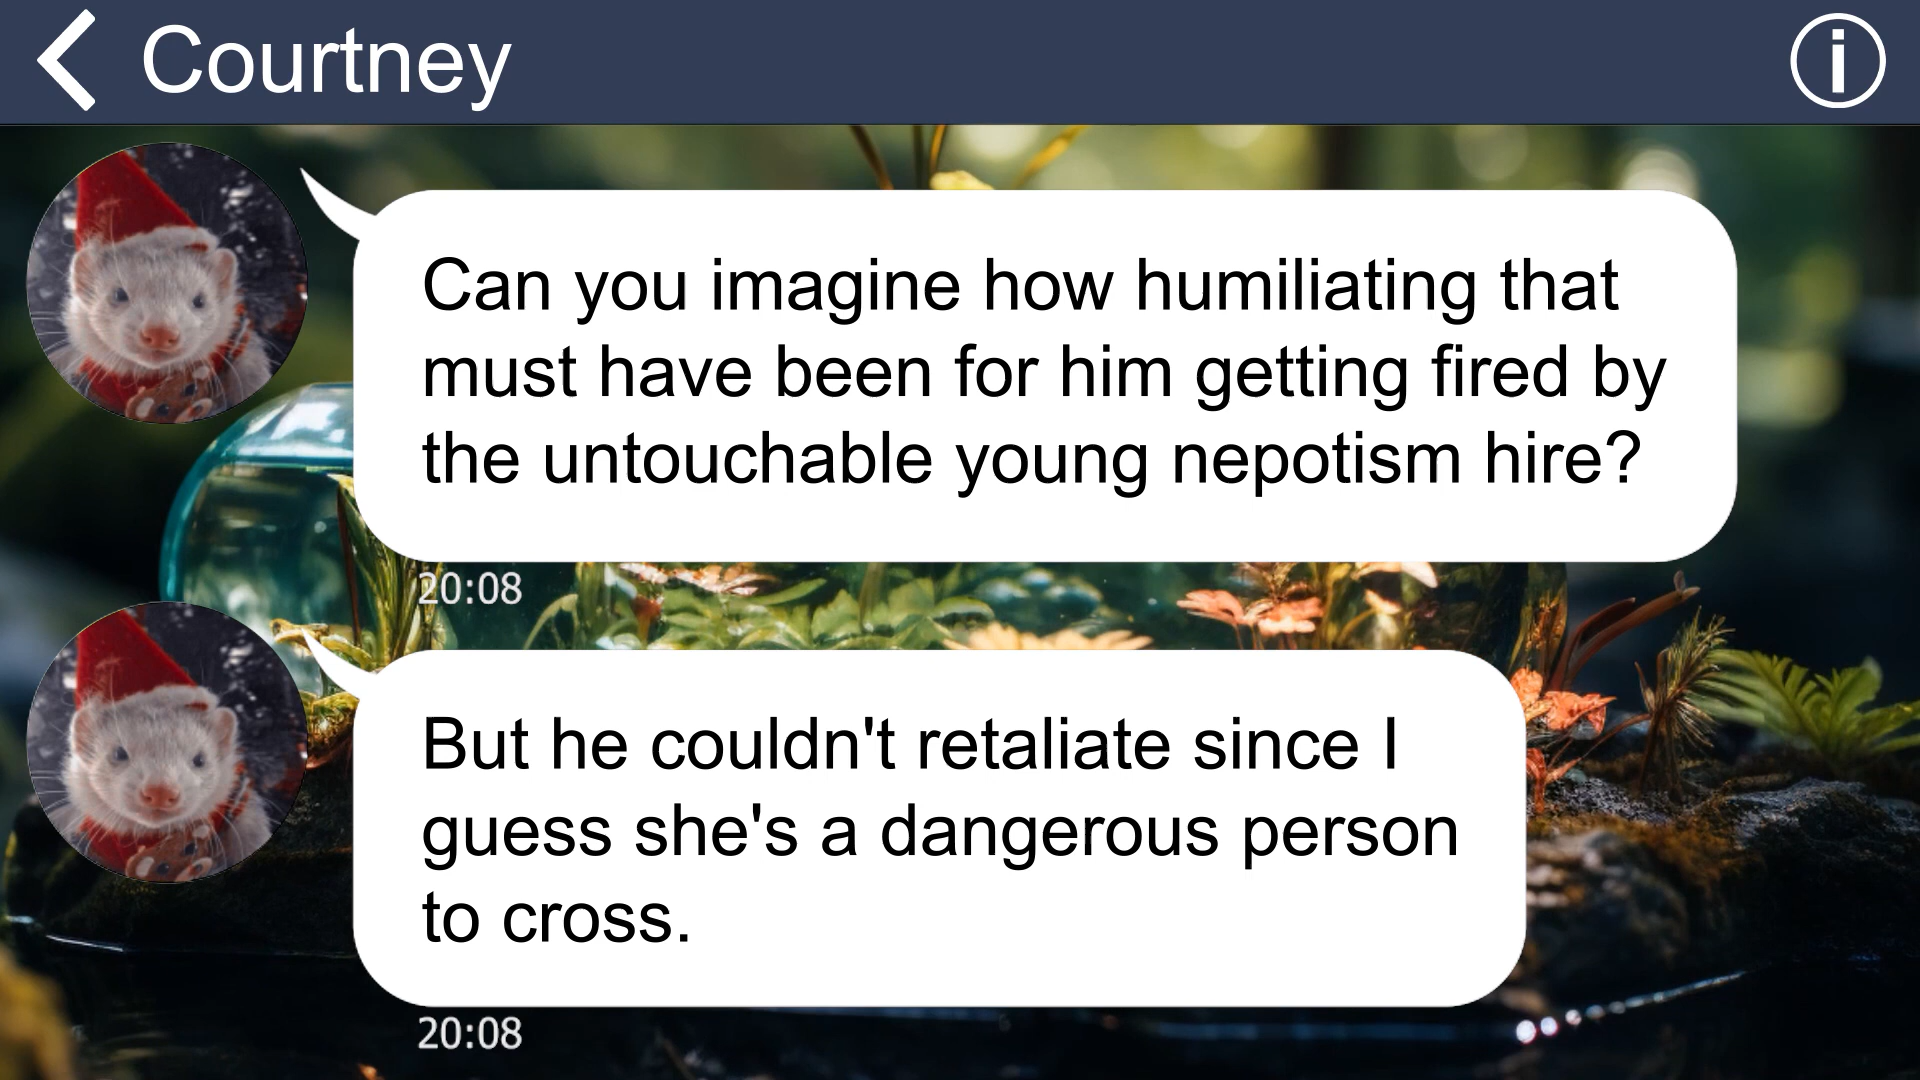 Courtney
Can you imagine how humiliating that
must have been for him getting fired by
the untouchable young nepotism hire?
20:08
But he couldn't retaliate since I
guess she's a dangerous person
to cross.
20:08